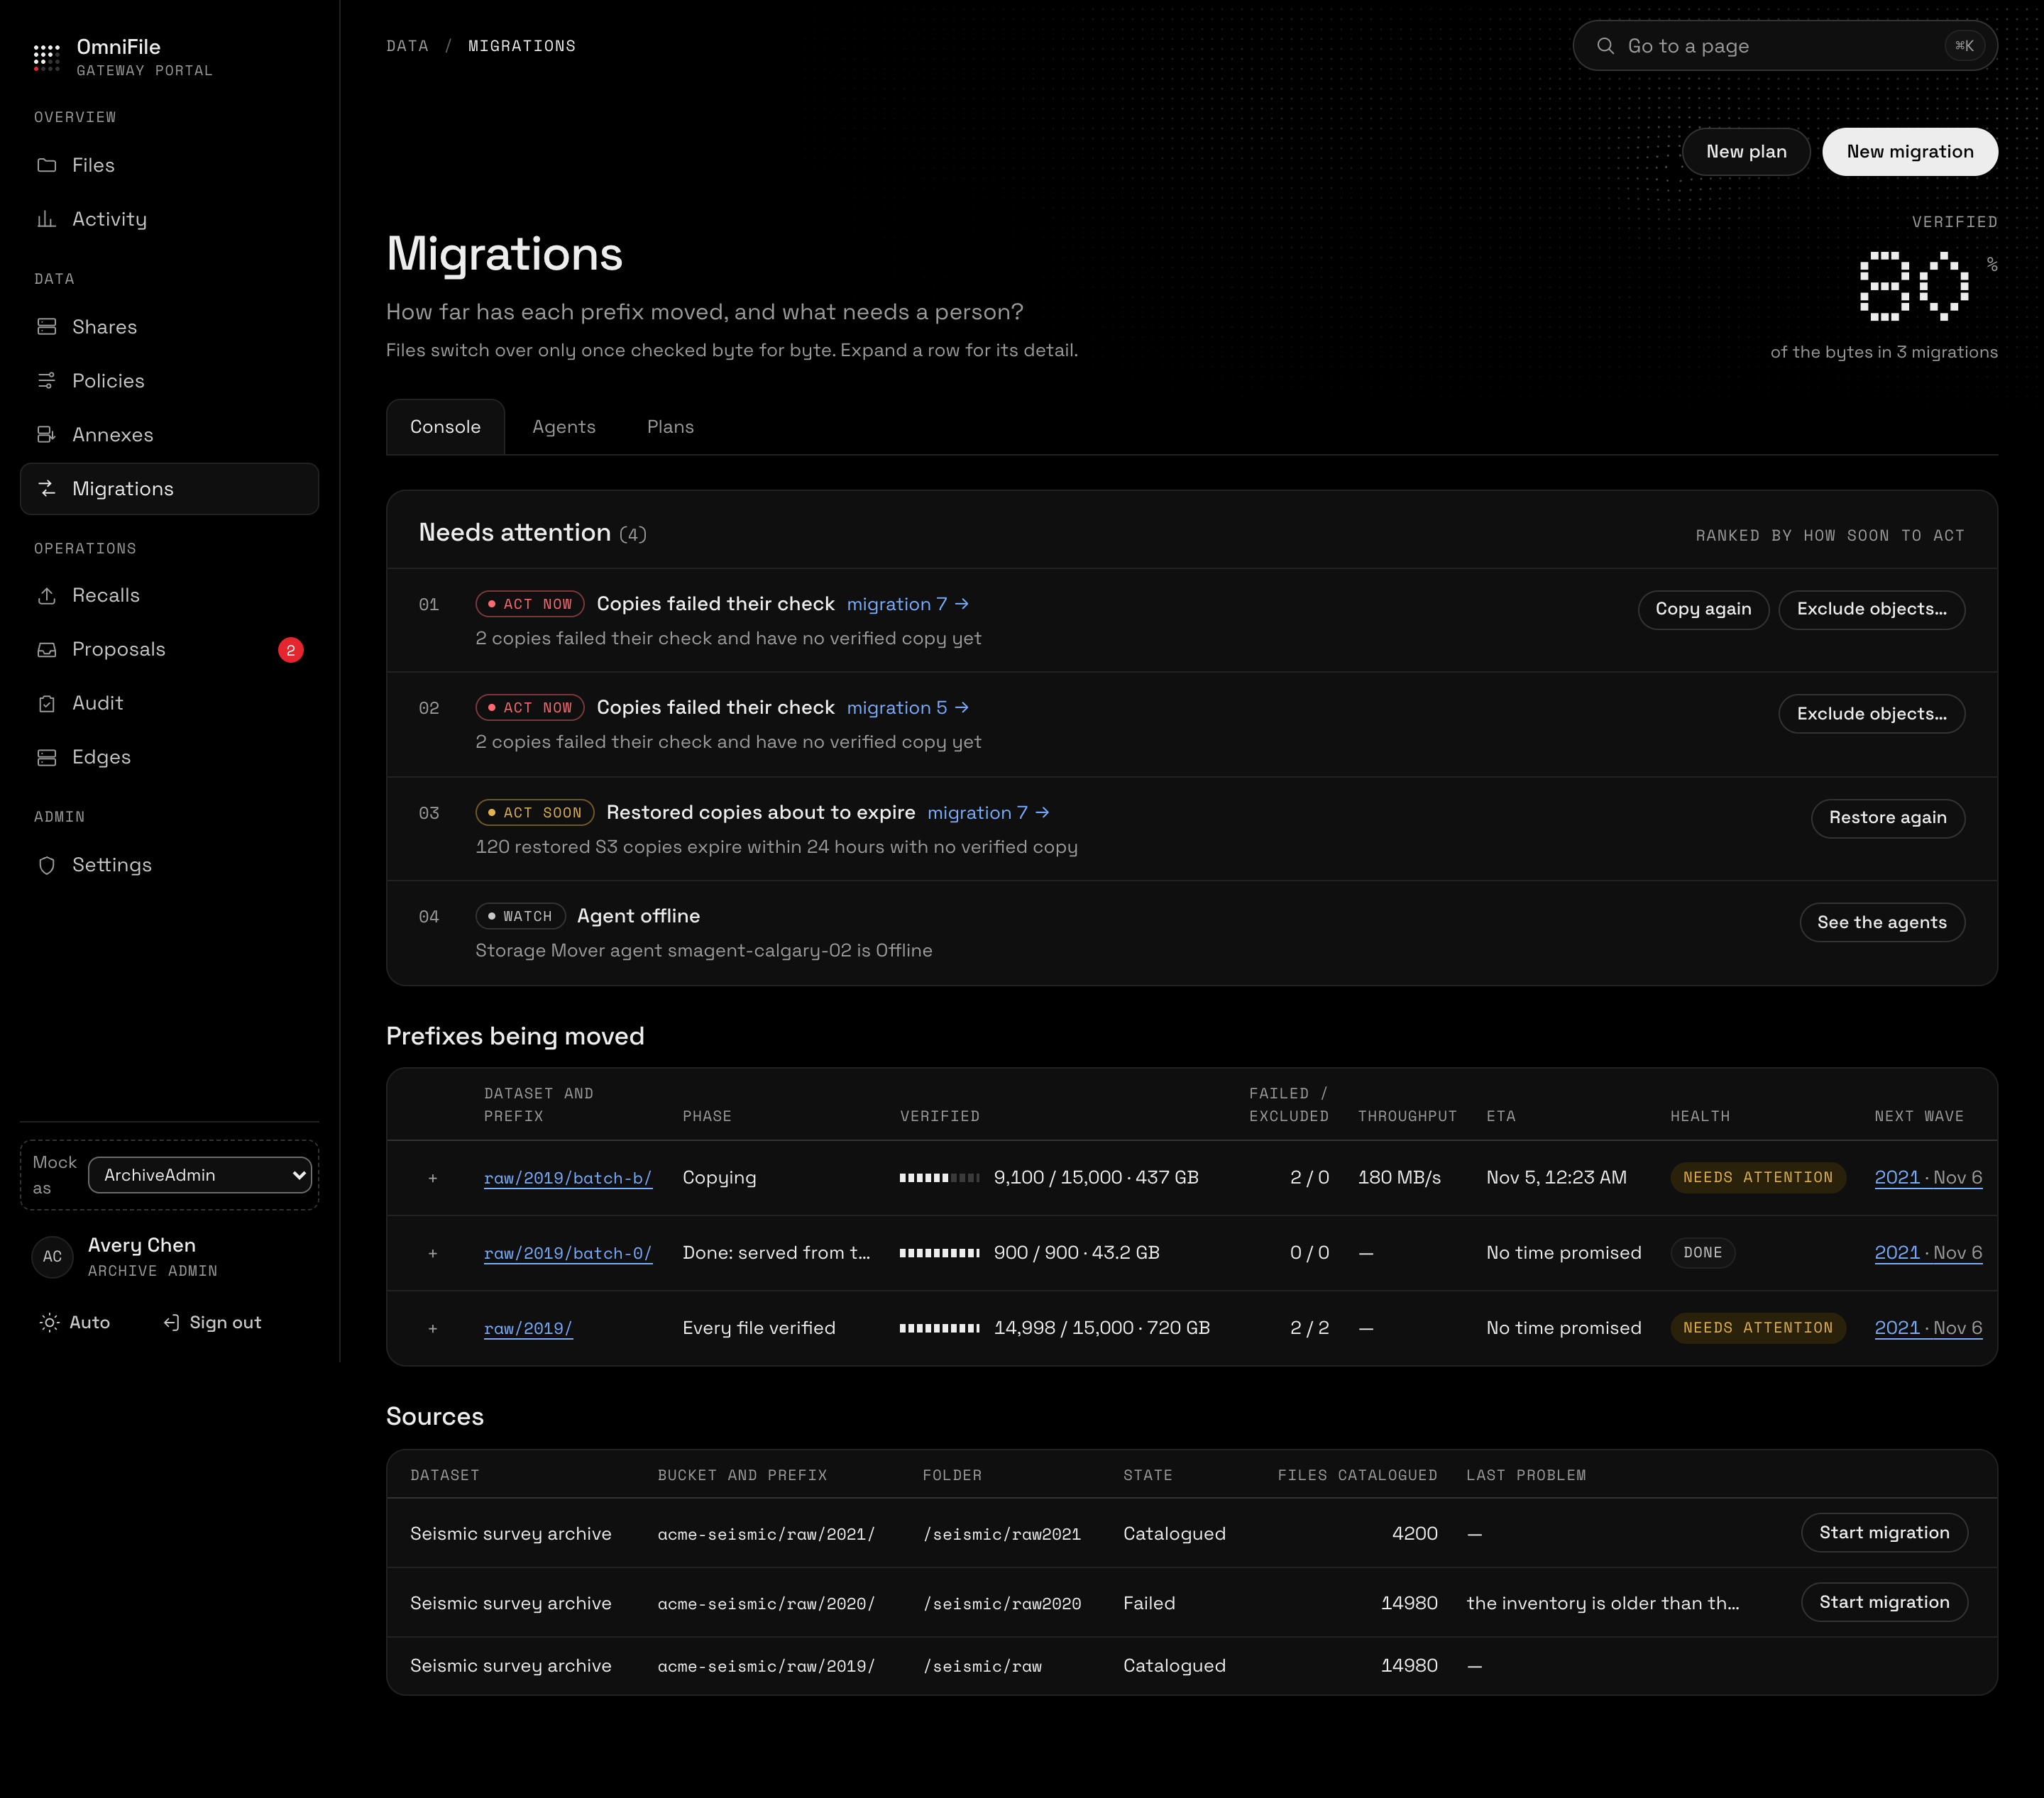 OmniFile
GATEWAY PORTAL
OVERVIEW
Files
Activity
DATA
Shares
Policies
Annexes
Migrations
OPERATIONS
Recalls
Proposals 2
Audit
Edges
ADMIN
Settings
Mock as ArchiveAdmin
AC Avery Chen
ARCHIVE ADMIN
Auto Sign out
DATA / MIGRATIONS
Go to a page ⌘K
New plan New migration
Migrations
How far has each prefix moved, and what needs a person?
Files switch over only once checked byte for byte. Expand a row for its detail.
VERIFIED
80 %
of the bytes in 3 migrations
Console Agents Plans
Needs attention (4) RANKED BY HOW SOON TO ACT
01 ACT NOW Copies failed their check migration 7 → Copy again Exclude objects…
2 copies failed their check and have no verified copy yet
02 ACT NOW Copies failed their check migration 5 → Exclude objects…
2 copies failed their check and have no verified copy yet
03 ACT SOON Restored copies about to expire migration 7 → Restore again
120 restored S3 copies expire within 24 hours with no verified copy
04 WATCH Agent offline See the agents
Storage Mover agent smagent-calgary-02 is Offline
Prefixes being moved
DATASET AND PREFIX PHASE VERIFIED FAILED / EXCLUDED THROUGHPUT ETA HEALTH NEXT WAVE
+ raw/2019/batch-b/ Copying 9,100 / 15,000 · 437 GB 2 / 0 180 MB/s Nov 5, 12:23 AM NEEDS ATTENTION 2021 · Nov 6
+ raw/2019/batch-0/ Done: served from t… 900 / 900 · 43.2 GB 0 / 0 — No time promised DONE 2021 · Nov 6
+ raw/2019/ Every file verified 14,998 / 15,000 · 720 GB 2 / 2 — No time promised NEEDS ATTENTION 2021 · Nov 6
Sources
DATASET BUCKET AND PREFIX FOLDER STATE FILES CATALOGUED LAST PROBLEM
Seismic survey archive acme-seismic/raw/2021/ /seismic/raw2021 Catalogued 4200 — Start migration
Seismic survey archive acme-seismic/raw/2020/ /seismic/raw2020 Failed 14980 the inventory is older than th… Start migration
Seismic survey archive acme-seismic/raw/2019/ /seismic/raw Catalogued 14980 —